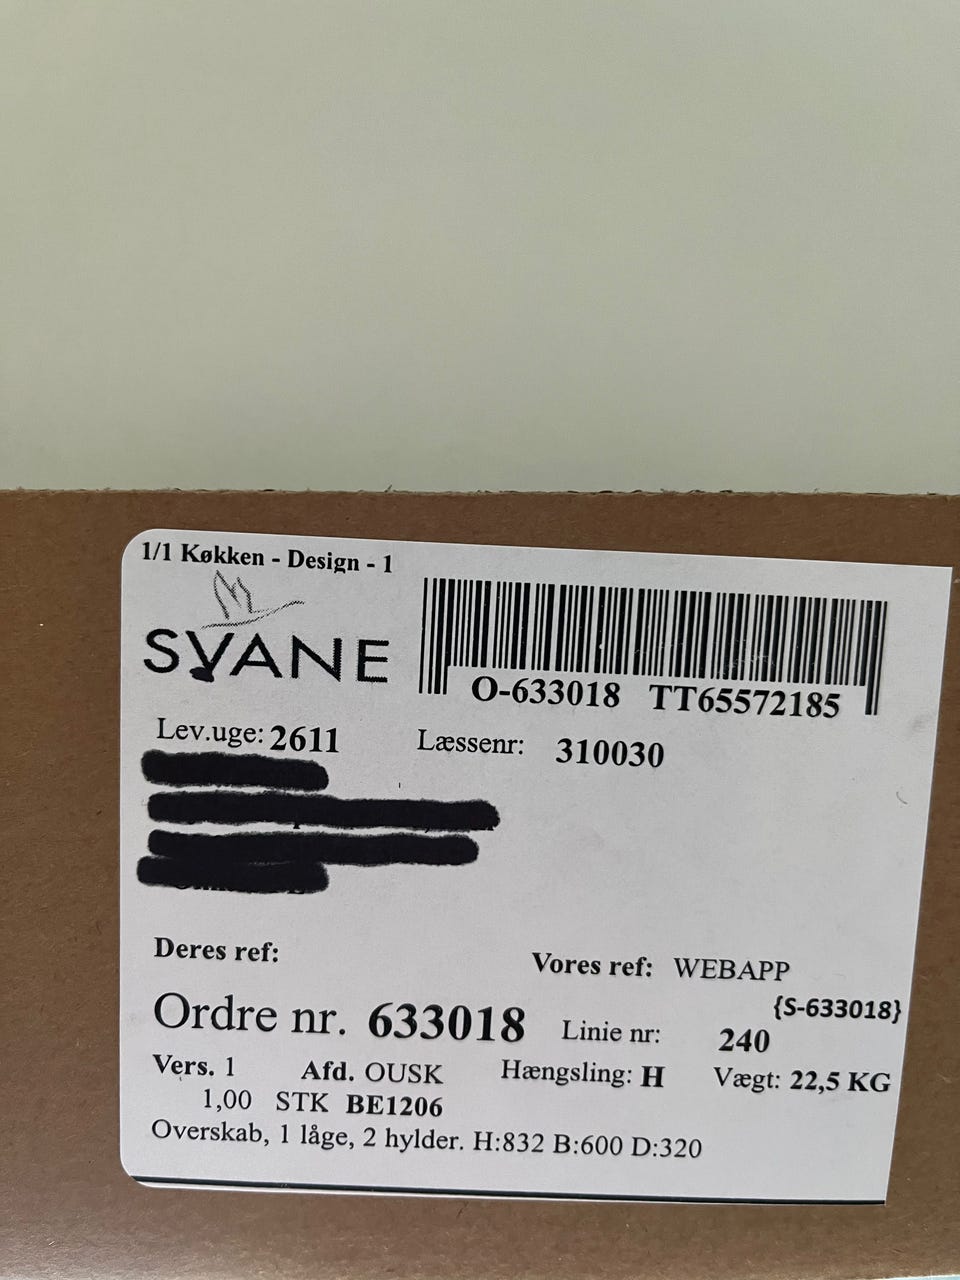 1/1 Køkken - Design - 1
SVANE
O-633018 TT65572185
Lev.uge: 2611 Læssenr: 310030
Deres ref:
Vores ref: WEBAPP
{S-633018}
Ordre nr. 633018 Linie nr: 240
Vers. 1 Afd. OUSK Hængsling: H Vægt: 22,5 KG
1,00 STK BE1206
Overskab, 1 låge, 2 hylder. H:832 B:600 D:320